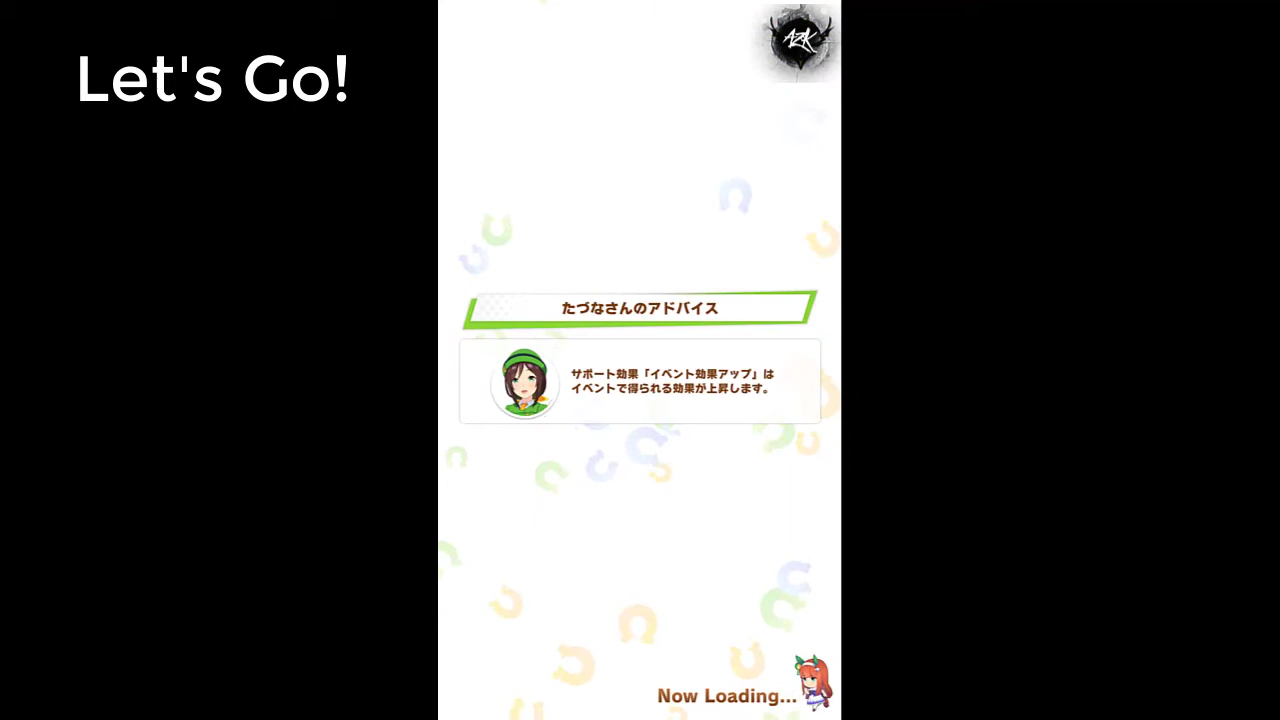 Let's Go!
AZK
たづなさんのアドバイス
サポート効果「イベント効果アップ」は
イベントで得られる効果が上昇します。
Now Loading...